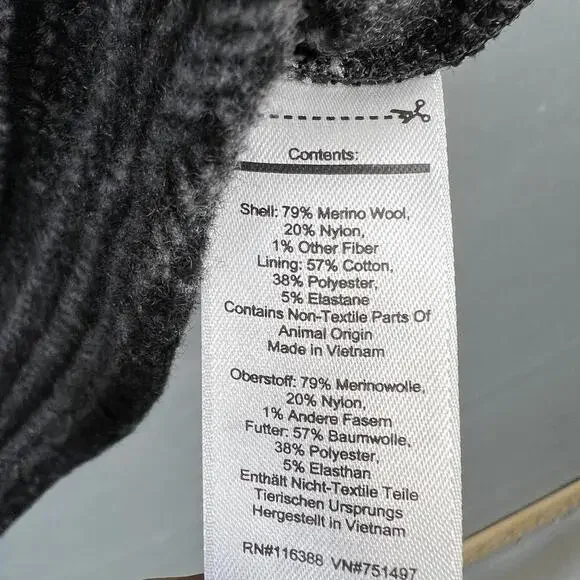 Contents:
Shell: 79% Merino Wool,
20% Nylon,
1% Other Fiber
Lining: 57% Cotton,
38% Polyester,
5% Elastane
Contains Non-Textile Parts Of
Animal Origin
Made in Vietnam
Oberstoff: 79% Merinowolle,
20% Nylon,
1% Andere Fasern
Futter: 57% Baumwolle,
38% Polyester,
5% Elasthan
Enthält Nicht-Textile Teile
Tierischen Ursprungs
Hergestellt in Vietnam
RN#116388 VN#751497